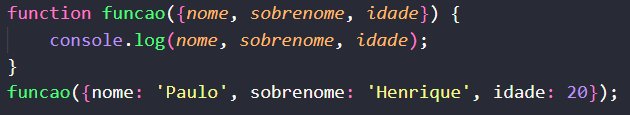 function funcao({nome, sobrenome, idade}) {
    console.log(nome, sobrenome, idade);
}
funcao({nome: 'Paulo', sobrenome: 'Henrique', idade: 20});